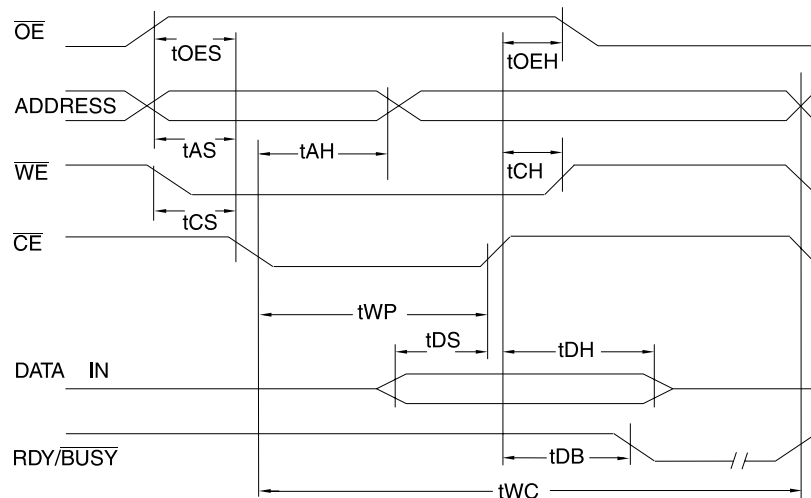 OE
tOES
tOEH
ADDRESS
tAS
tAH
WE
tCH
tCS
CE
tWP
tDS
tDH
DATA IN
RDY/BUSY
tDB
tWC